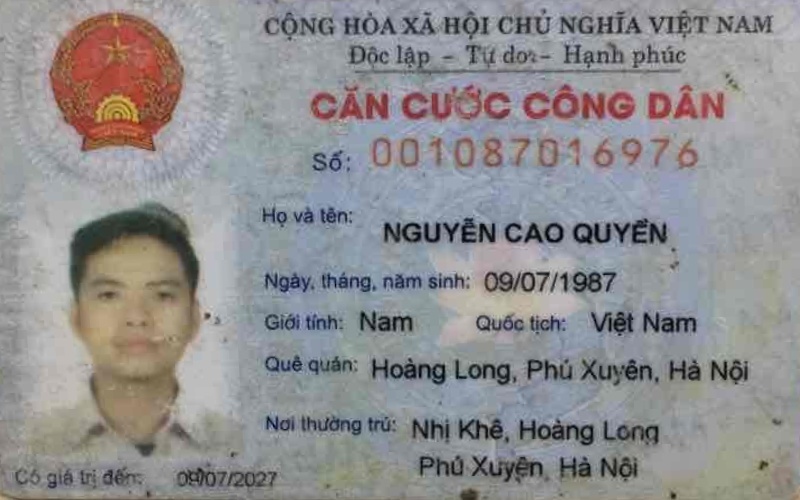 CỘNG HÒA XÃ HỘI CHỦ NGHĨA VIỆT NAM
Độc lập - Tự do - Hạnh phúc
CĂN CƯỚC CÔNG DÂN
Số: 001087016976
Họ và tên: NGUYỄN CAO QUYỀN
Ngày, tháng, năm sinh: 09/07/1987
Giới tính: Nam Quốc tịch: Việt Nam
Quê quán: Hoàng Long, Phú Xuyên, Hà Nội
Nơi thường trú: Nhị Khê, Hoàng Long
Phú Xuyên, Hà Nội
Có giá trị đến: 09/07/2027